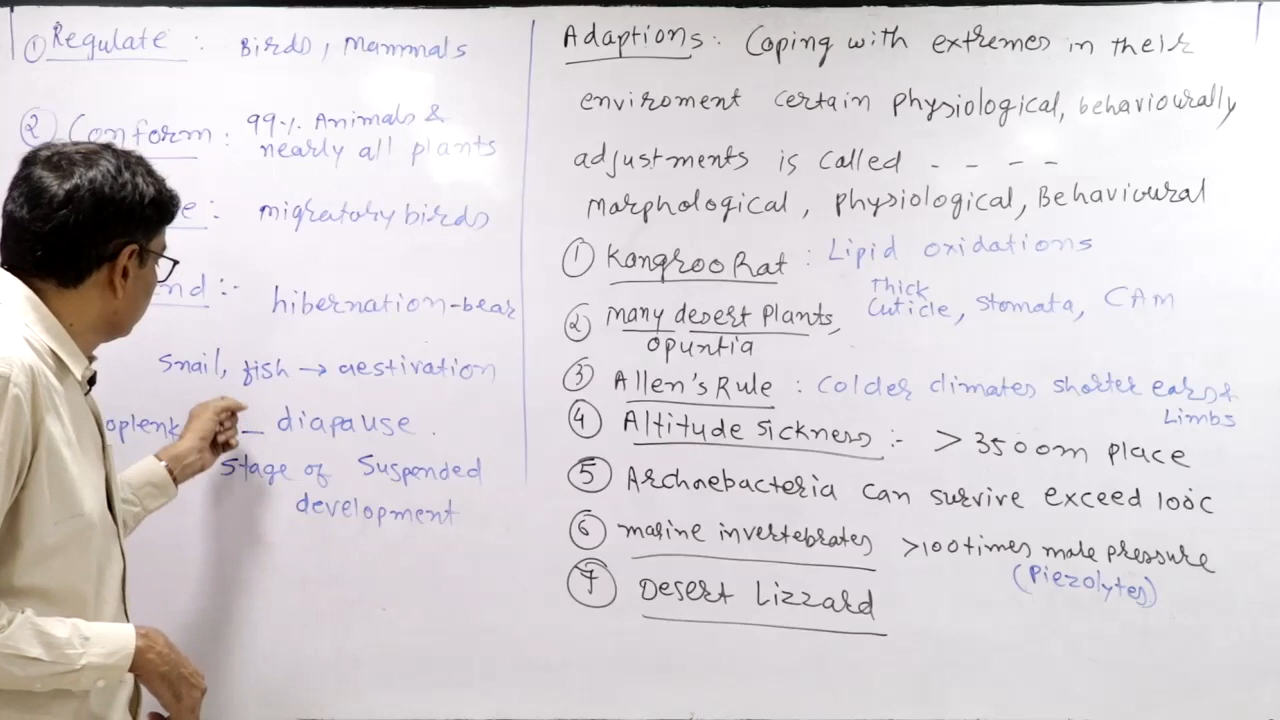 ① Regulate : Birds, Mammals
② Conform : 99% Animals &
nearly all plants
migratory birds
hibernation-bear
Snail, fish → aestivation
diapause.
Stage of Suspended
development
Adaptions : Coping with extremes in their
enviroment certain physiological, behaviourally
adjustments is called - - - -
Morphological, physiological, Behavioural
① Kangroo Rat : Lipid oxidations
② many desert Plants, Thick Cuticle, Stomata, CAM
opuntia
③ Allen's Rule : Colder climates shorter ears &
Limbs
④ Altitude Sickness :- > 3500m place
⑤ Archaebacteria can survive exceed 100°C
⑥ marine invertebrates >100 times more pressure
(Piezolytes)
⑦ Desert Lizzard